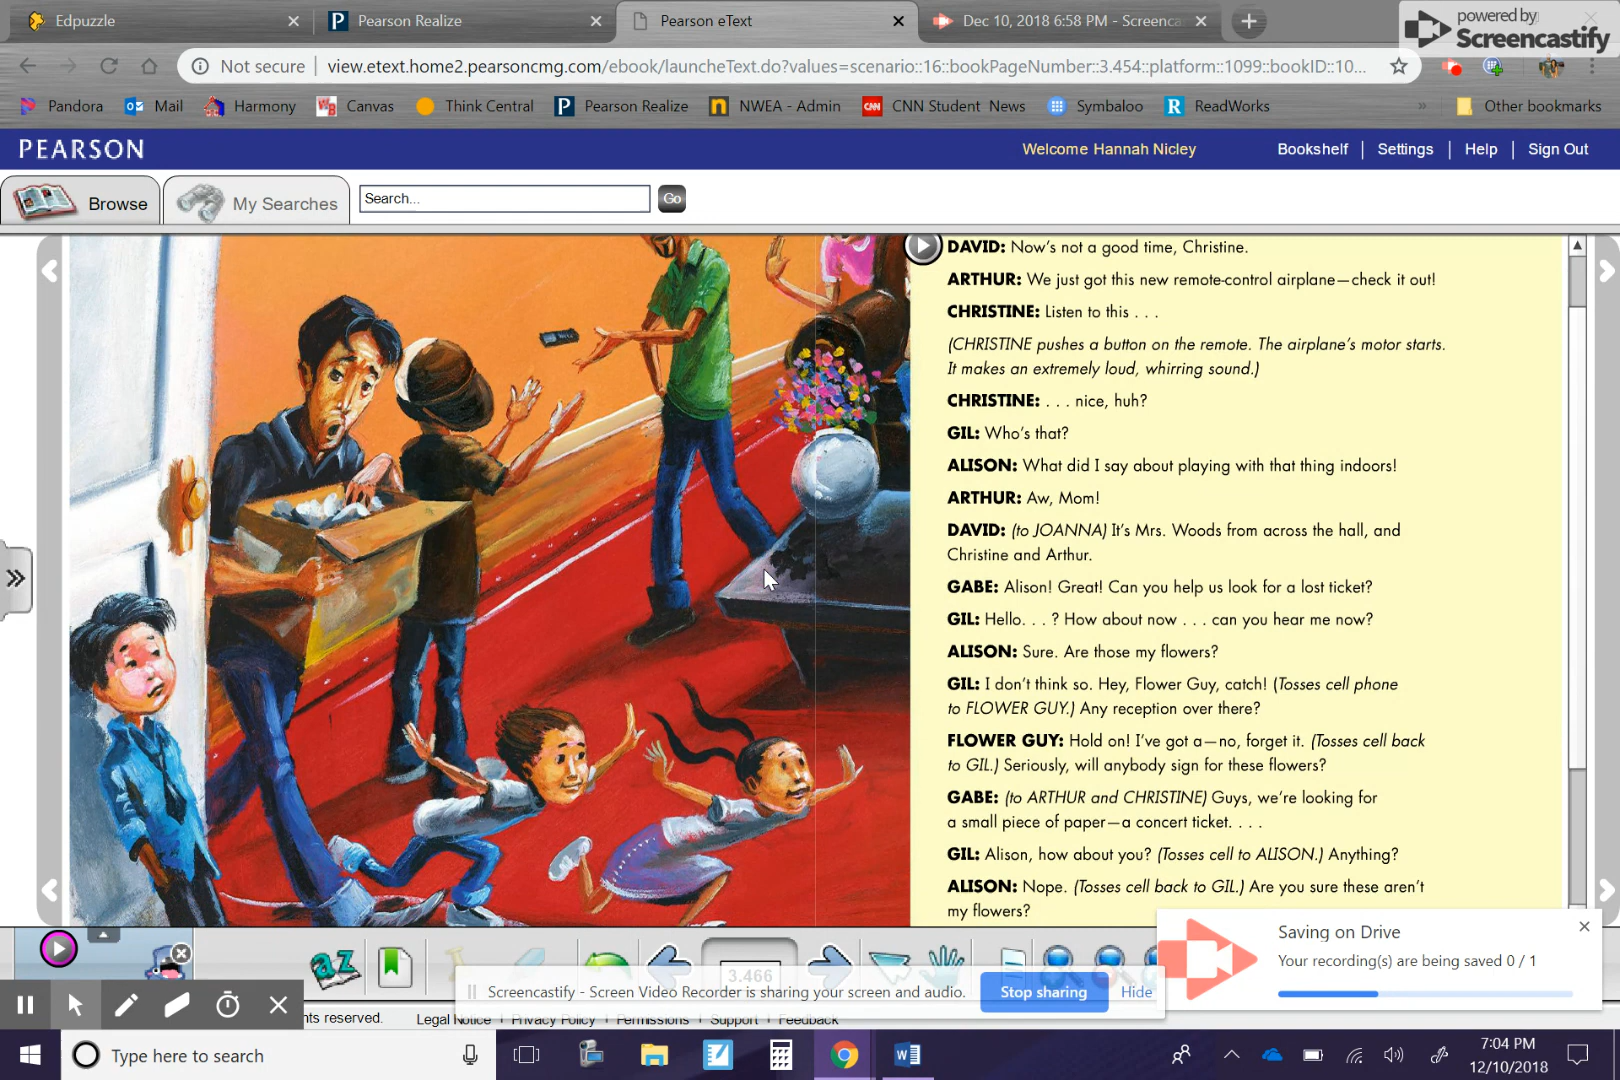 Edpuzzle
Pearson Realize
Pearson eText
Dec 10, 2018 6:58 PM - Screenca
powered by
Screencastify
Not secure
view.etext.home2.pearsoncmg.com/ebook/launcheText.do?values=scenario::16::bookPageNumber::3.454::platform::1099::bookID::10...
Pandora
Mail
Harmony
Canvas
Think Central
Pearson Realize
NWEA - Admin
CNN Student News
Symbaloo
ReadWorks
Other bookmarks
PEARSON
Welcome Hannah Nicley
Bookshelf
Settings
Help
Sign Out
Browse
My Searches
Search...
Go
DAVID: Now's not a good time, Christine.
ARTHUR: We just got this new remote-control airplane—check it out!
CHRISTINE: Listen to this . . .
(CHRISTINE pushes a button on the remote. The airplane's motor starts.
It makes an extremely loud, whirring sound.)
CHRISTINE: . . . nice, huh?
GIL: Who's that?
ALISON: What did I say about playing with that thing indoors!
ARTHUR: Aw, Mom!
DAVID: (to JOANNA) It's Mrs. Woods from across the hall, and
Christine and Arthur.
GABE: Alison! Great! Can you help us look for a lost ticket?
GIL: Hello. . . ? How about now . . . can you hear me now?
ALISON: Sure. Are those my flowers?
GIL: I don't think so. Hey, Flower Guy, catch! (Tosses cell phone
to FLOWER GUY.) Any reception over there?
FLOWER GUY: Hold on! I've got a—no, forget it. (Tosses cell back
to GIL.) Seriously, will anybody sign for these flowers?
GABE: (to ARTHUR and CHRISTINE) Guys, we're looking for
a small piece of paper—a concert ticket. . . .
GIL: Alison, how about you? (Tosses cell to ALISON.) Anything?
ALISON: Nope. (Tosses cell back to GIL.) Are you sure these aren't
my flowers?
az
3.466
Saving on Drive
Your recording(s) are being saved 0 / 1
Screencastify - Screen Video Recorder is sharing your screen and audio.
Stop sharing
Hide
hts reserved.
Legal Notice
Privacy Policy
Permissions
Support
Feedback
Type here to search
7:04 PM
12/10/2018